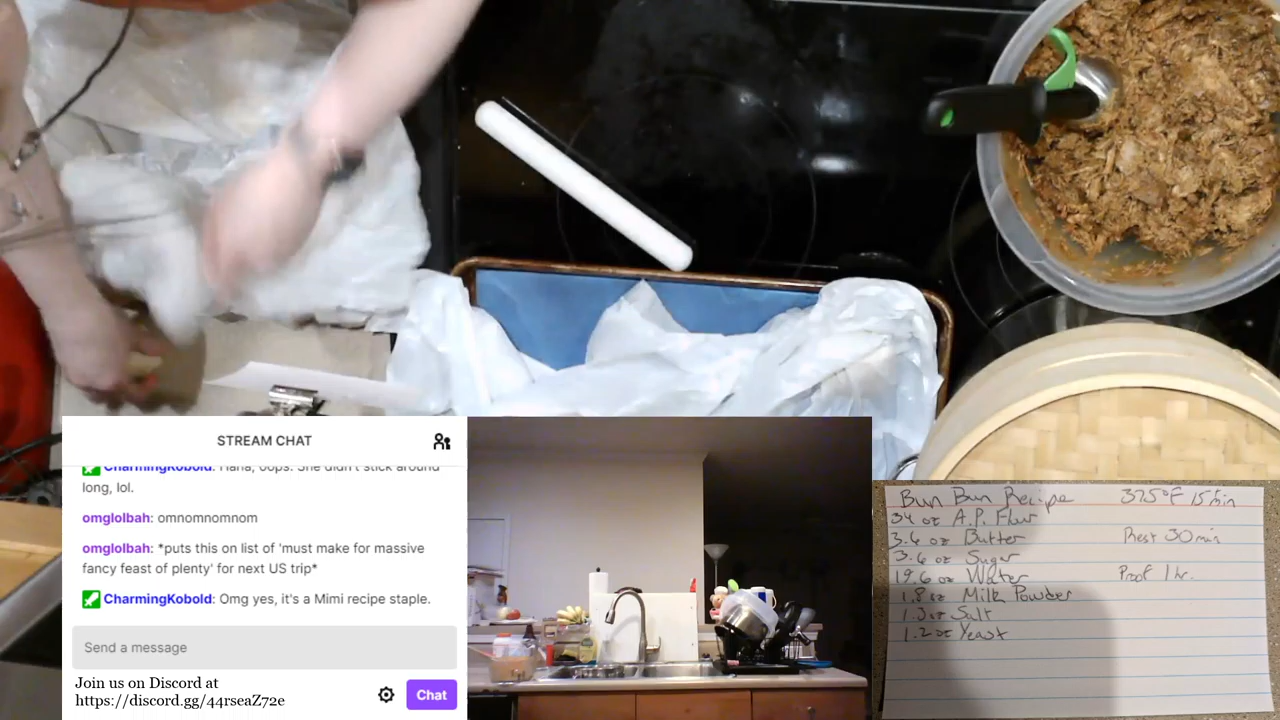 STREAM CHAT
CharmingKobold: Haha, oops. She didn't stick around
long, lol.
omglolbah: omnomnomnom
omglolbah: *puts this on list of 'must make for massive
fancy feast of plenty' for next US trip*
CharmingKobold: Omg yes, it's a Mimi recipe staple.
Send a message
Join us on Discord at
https://discord.gg/44rseaZ72e
Chat
Bun Bun Recipe 375°F 15 min
34 oz A.P. Flour
3.6 oz Butter Rest 30 min
3.6 oz Sugar
19.6 oz Water Proof 1 hr.
1.8 oz Milk Powder
oz Salt
1.2 oz Yeast